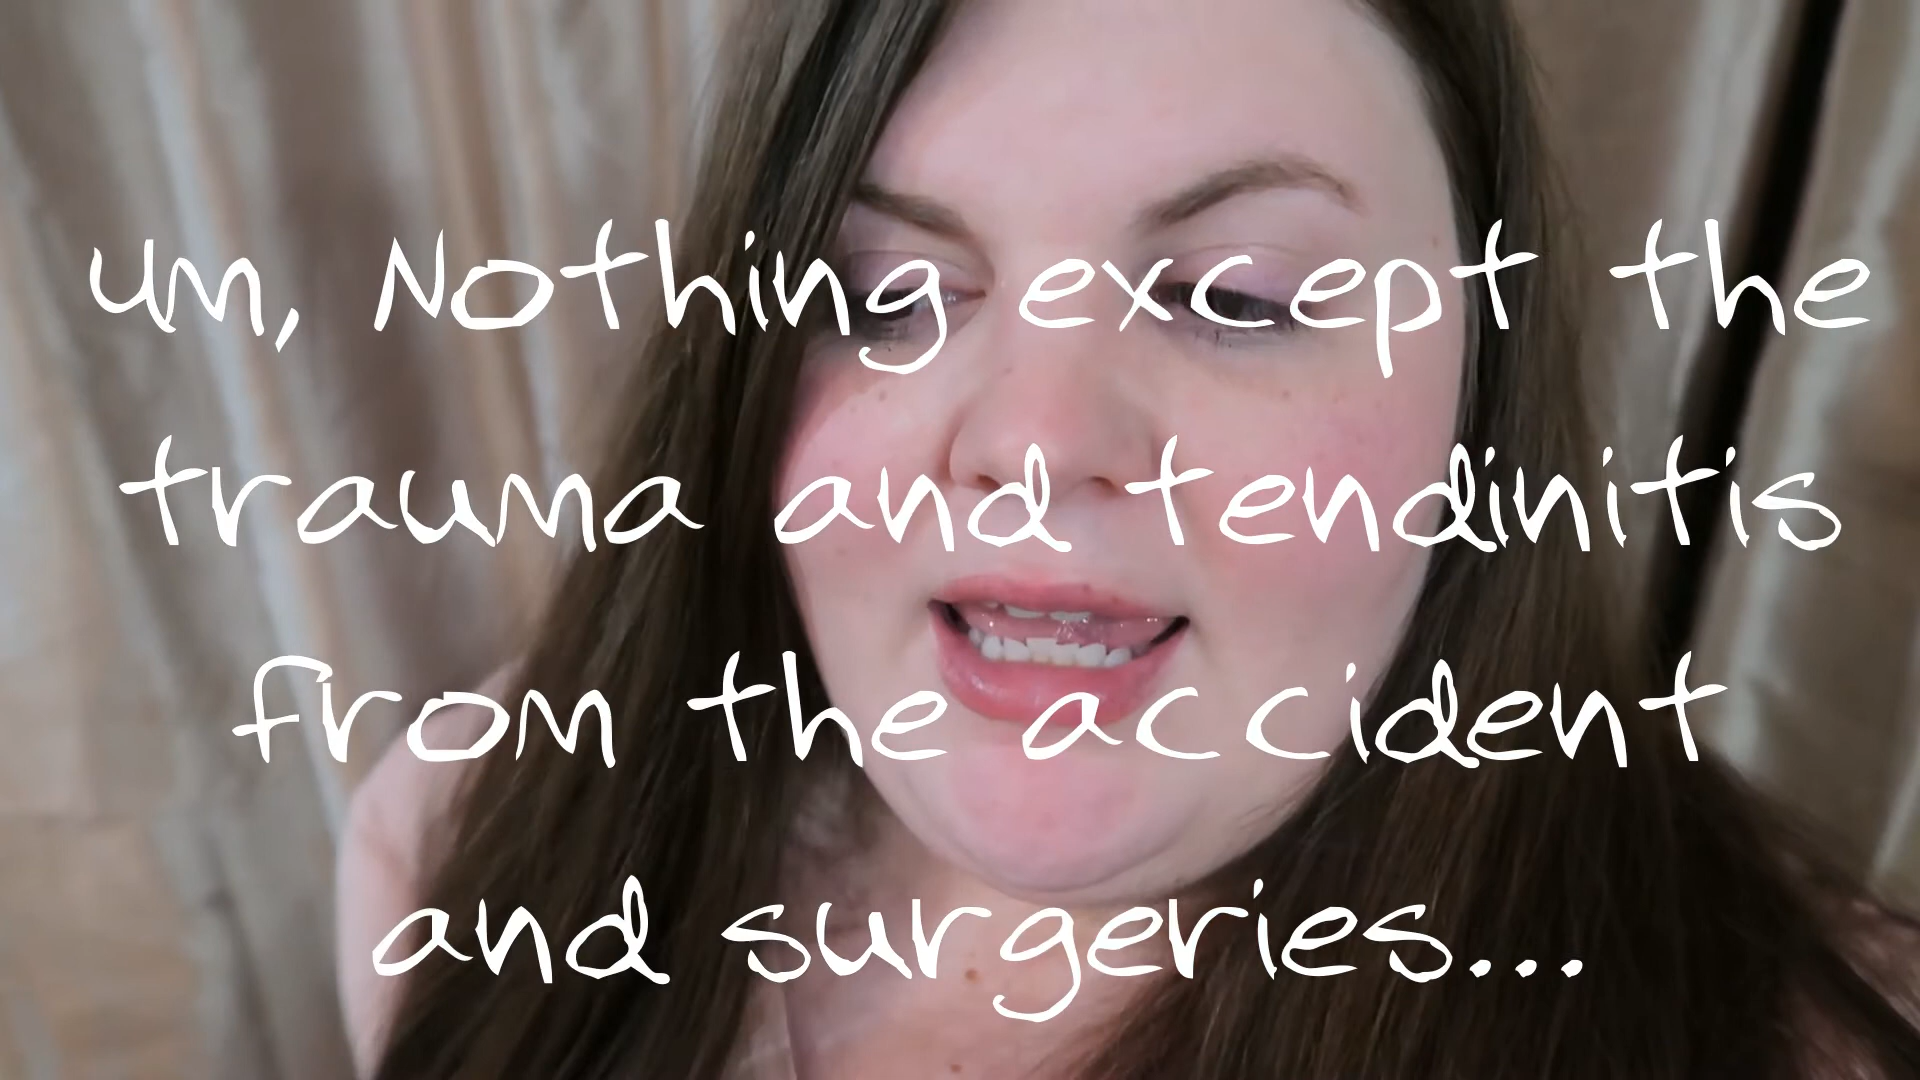 um, Nothing except the
trauma and tendinitis
from the accident
and surgeries...